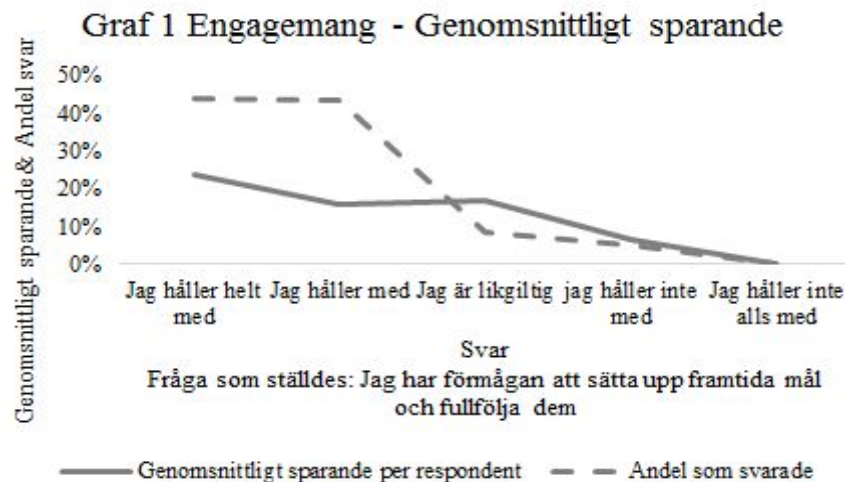 Graf 1 Engagemang - Genomsnittligt sparande
Genomsnittligt sparande & Andel svar
50%
40%
30%
20%
10%
0%
Jag håller helt med
Jag håller med
Jag är likgiltig
jag håller inte med
Jag håller inte alls med
Svar
Fråga som ställdes: Jag har förmågan att sätta upp framtida mål
och fullfölja dem
Genomsnittligt sparande per respondent
Andel som svarade